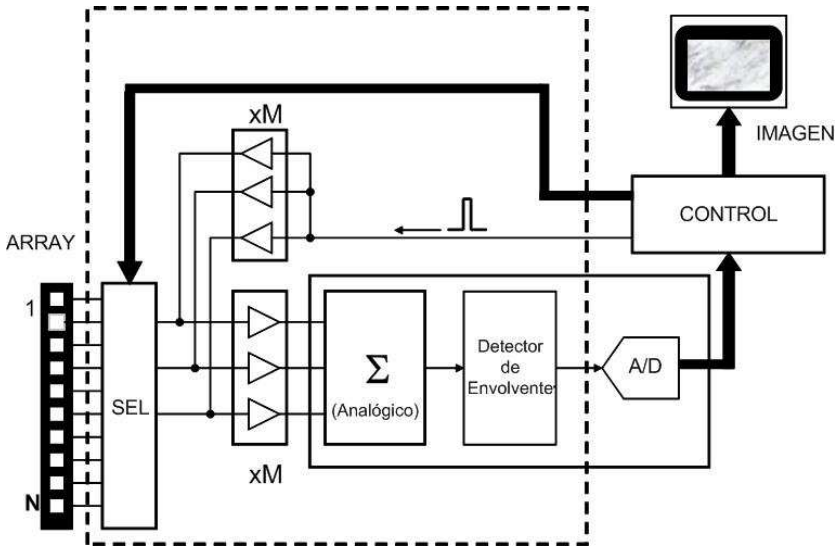 xM
IMAGEN
CONTROL
ARRAY
1
N
SEL
Σ
(Analógico)
Detector
de
Envolvente
A/D
xM